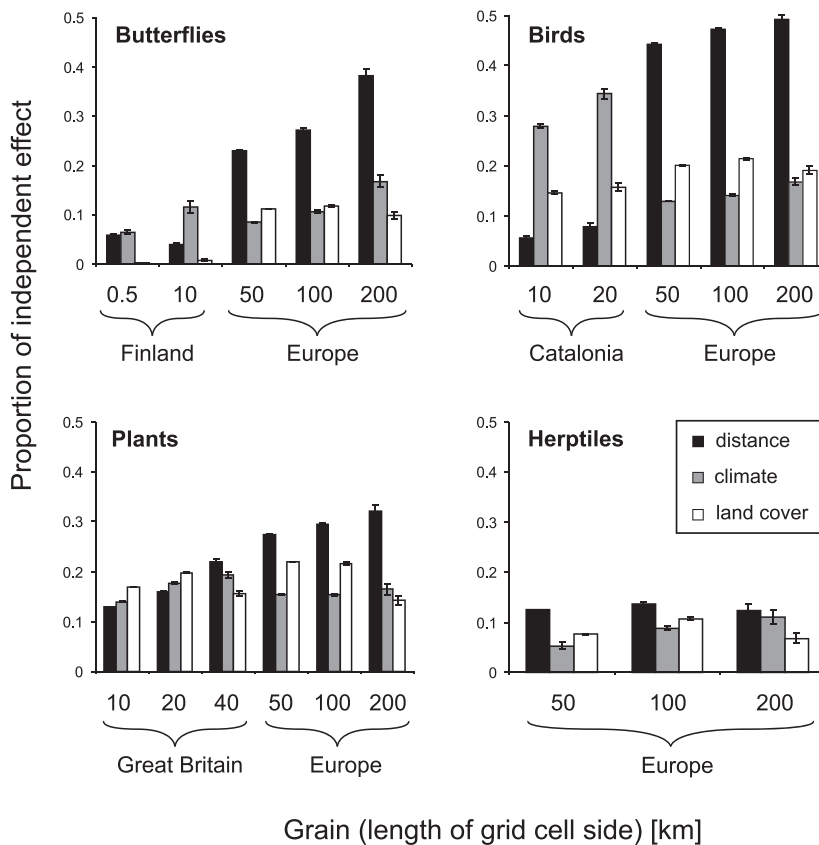 Proportion of independent effect
Butterflies
0.5
0.4
0.3
0.2
0.1
0
0.5 10 50 100 200
Finland Europe
Birds
0.5
0.4
0.3
0.2
0.1
0
10 20 50 100 200
Catalonia Europe
Plants
0.5
0.4
0.3
0.2
0.1
0
10 20 40 50 100 200
Great Britain Europe
Herptiles
0.5
0.4
0.3
0.2
0.1
0
distance
climate
land cover
50 100 200
Europe
Grain (length of grid cell side) [km]